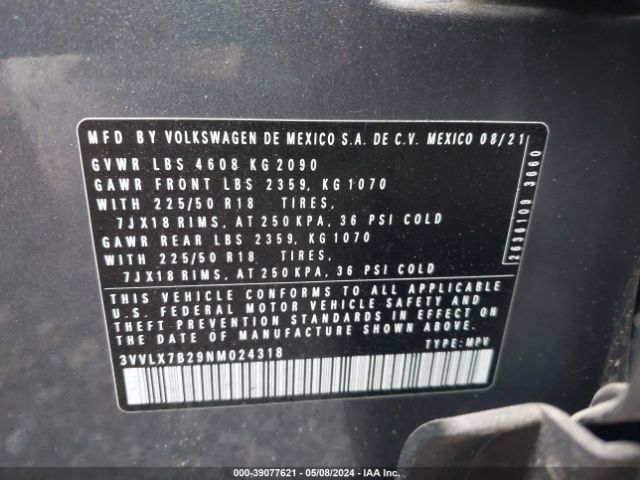 MFD BY VOLKSWAGEN DE MEXICO S.A. DE C.V. MEXICO 08/21
GVWR LBS 4608 KG 2090
GAWR FRONT LBS 2359, KG 1070
WITH 225/50 R18 TIRES,
7JX18 RIMS, AT 250 KPA, 36 PSI COLD
GAWR REAR LBS 2359, KG 1070
WITH 225/50 R18 TIRES,
7JX18 RIMS, AT 250 KPA, 36 PSI COLD
THIS VEHICLE CONFORMS TO ALL APPLICABLE
U.S. FEDERAL MOTOR VEHICLE SAFETY AND
THEFT PREVENTION STANDARDS IN EFFECT ON
THE DATE OF MANUFACTURE SHOWN ABOVE.
3VVLX7B29NM024318 TYPE: MPV
2636109 3660
000-39077621 - 05/08/2024 - IAA Inc.